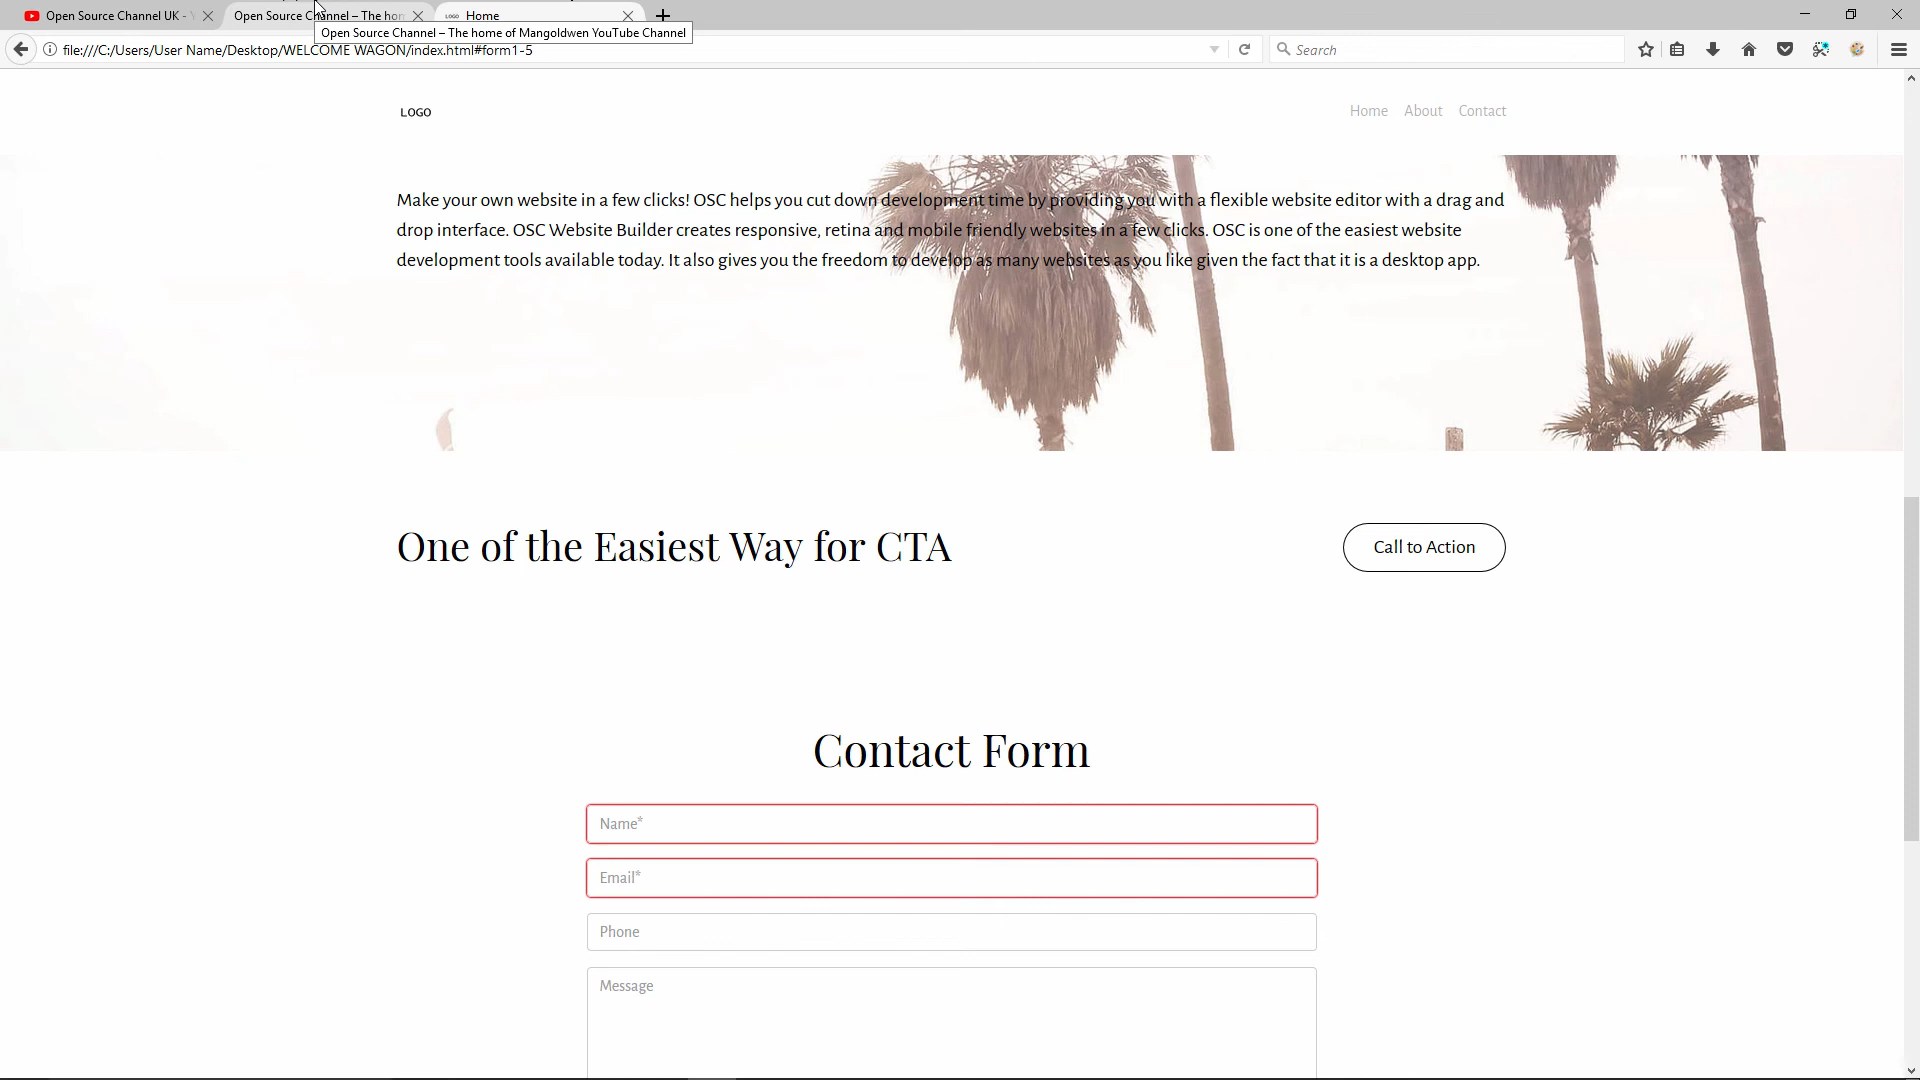 Open Source Channel UK -
Open Source Channel – The hom
LOGO Home
Open Source Channel – The home of Mangoldwen YouTube Channel
file:///C:/Users/User Name/Desktop/WELCOME WAGON/index.html#form1-5
Search
LOGO
Home About Contact
Make your own website in a few clicks! OSC helps you cut down development time by providing you with a flexible website editor with a drag and
drop interface. OSC Website Builder creates responsive, retina and mobile friendly websites in a few clicks. OSC is one of the easiest website
development tools available today. It also gives you the freedom to develop as many websites as you like given the fact that it is a desktop app.
One of the Easiest Way for CTA
Call to Action
Contact Form
Name*
Email*
Phone
Message